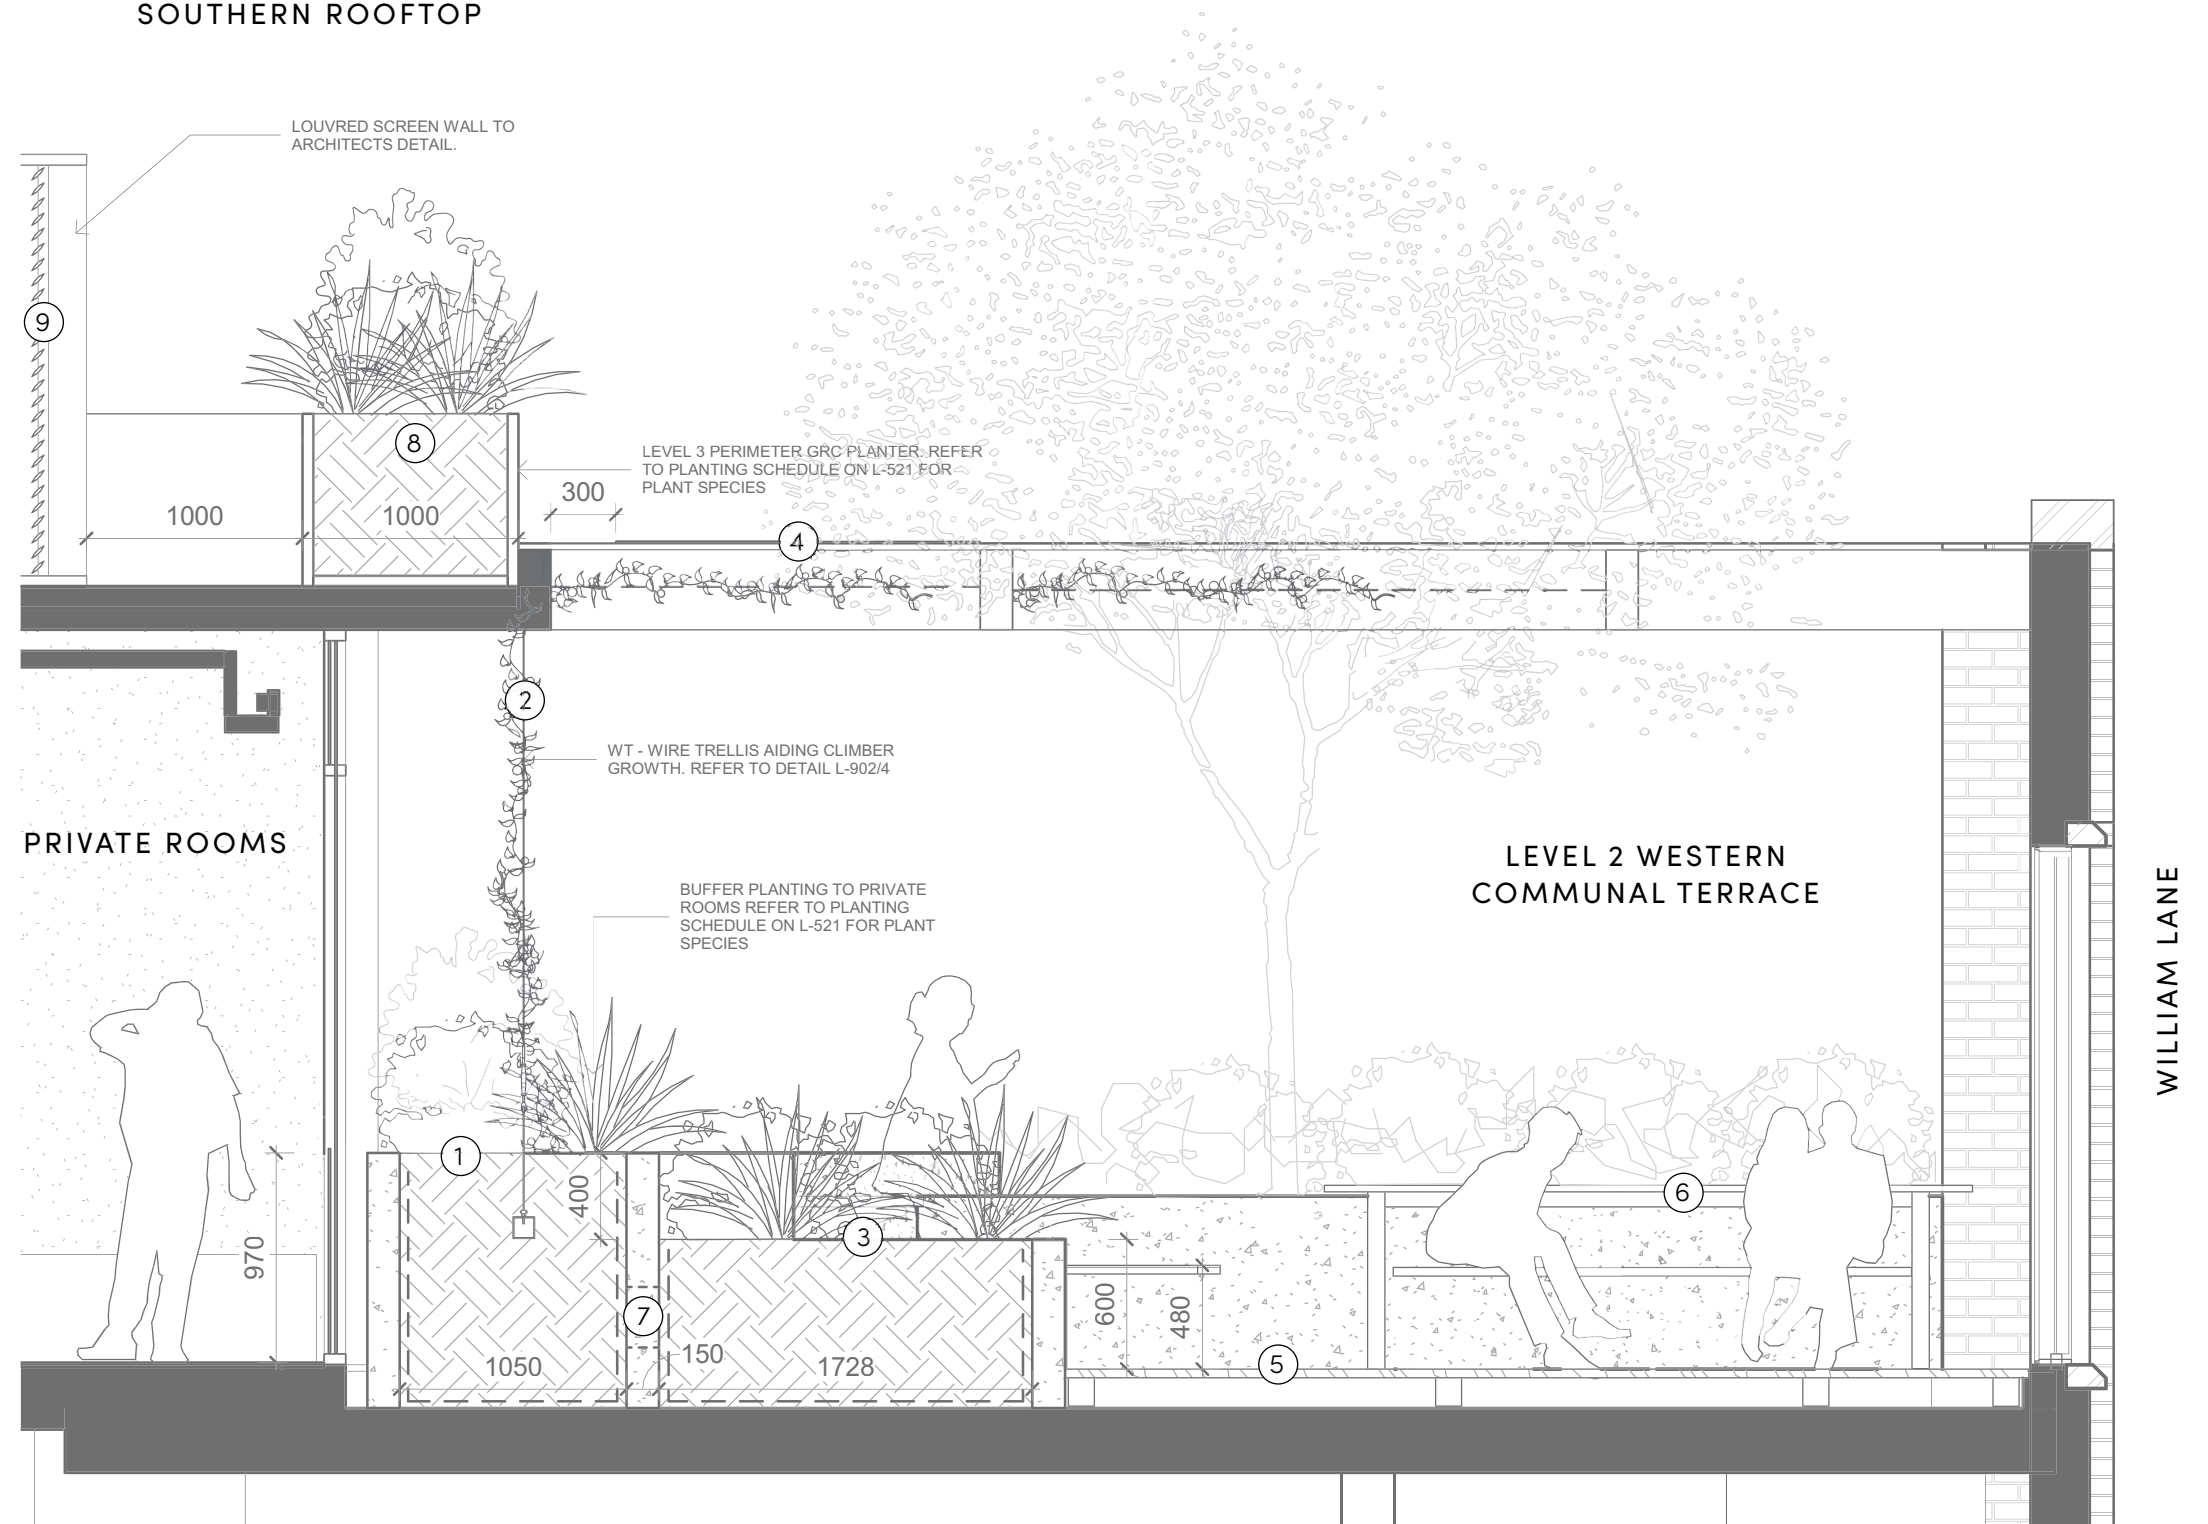 SOUTHERN ROOFTOP
LOUVRED SCREEN WALL TO
ARCHITECTS DETAIL.
9
8
LEVEL 3 PERIMETER GRC PLANTER. REFER
TO PLANTING SCHEDULE ON L-521 FOR
PLANT SPECIES
300
1000
1000
4
2
WT - WIRE TRELLIS AIDING CLIMBER
GROWTH. REFER TO DETAIL L-902/4
PRIVATE ROOMS
LEVEL 2 WESTERN
COMMUNAL TERRACE
WILLIAM LANE
BUFFER PLANTING TO PRIVATE
ROOMS REFER TO PLANTING
SCHEDULE ON L-521 FOR PLANT
SPECIES
1
400
6
3
970
7
600
480
150
1050
1728
5